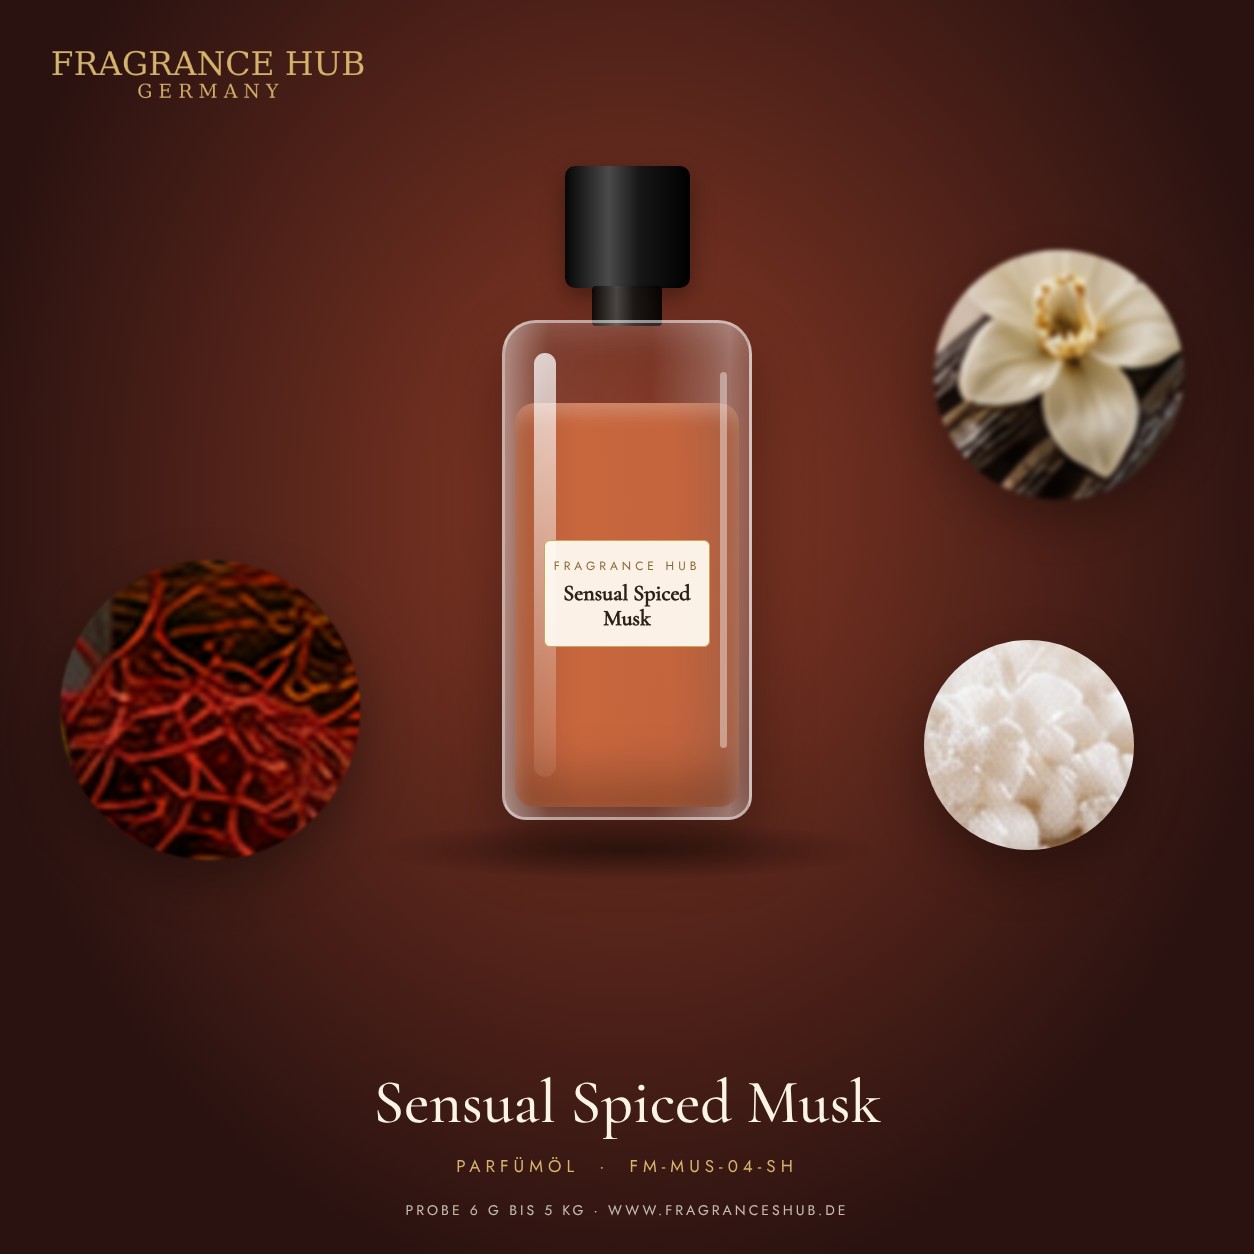 FRAGRANCE HUB
GERMANY
FRAGRANCE HUB
Sensual Spiced
Musk
Sensual Spiced Musk
PARFÜMÖL · FM-MUS-04-SH
PROBE 6 G BIS 5 KG · WWW.FRAGRANCESHUB.DE